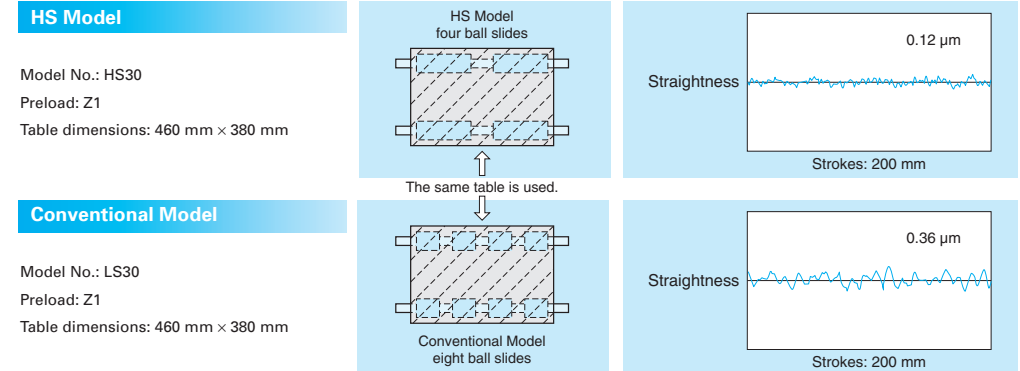 HS Model
Model No.: HS30
Preload: Z1
Table dimensions: 460 mm × 380 mm
HS Model
four ball slides
Straightness
0.12 µm
Strokes: 200 mm
The same table is used.
Conventional Model
Model No.: LS30
Preload: Z1
Table dimensions: 460 mm × 380 mm
Conventional Model
eight ball slides
Straightness
0.36 µm
Strokes: 200 mm